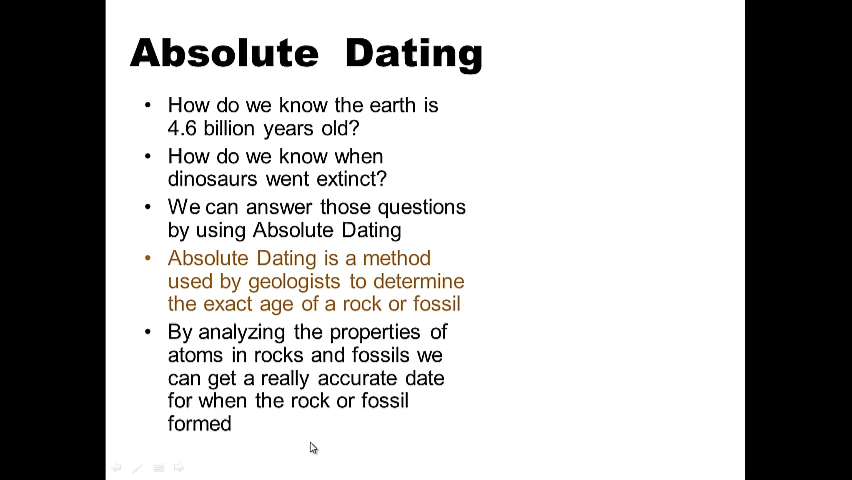 Absolute Dating
• How do we know the earth is
4.6 billion years old?
• How do we know when
dinosaurs went extinct?
• We can answer those questions
by using Absolute Dating
• Absolute Dating is a method
used by geologists to determine
the exact age of a rock or fossil
• By analyzing the properties of
atoms in rocks and fossils we
can get a really accurate date
for when the rock or fossil
formed